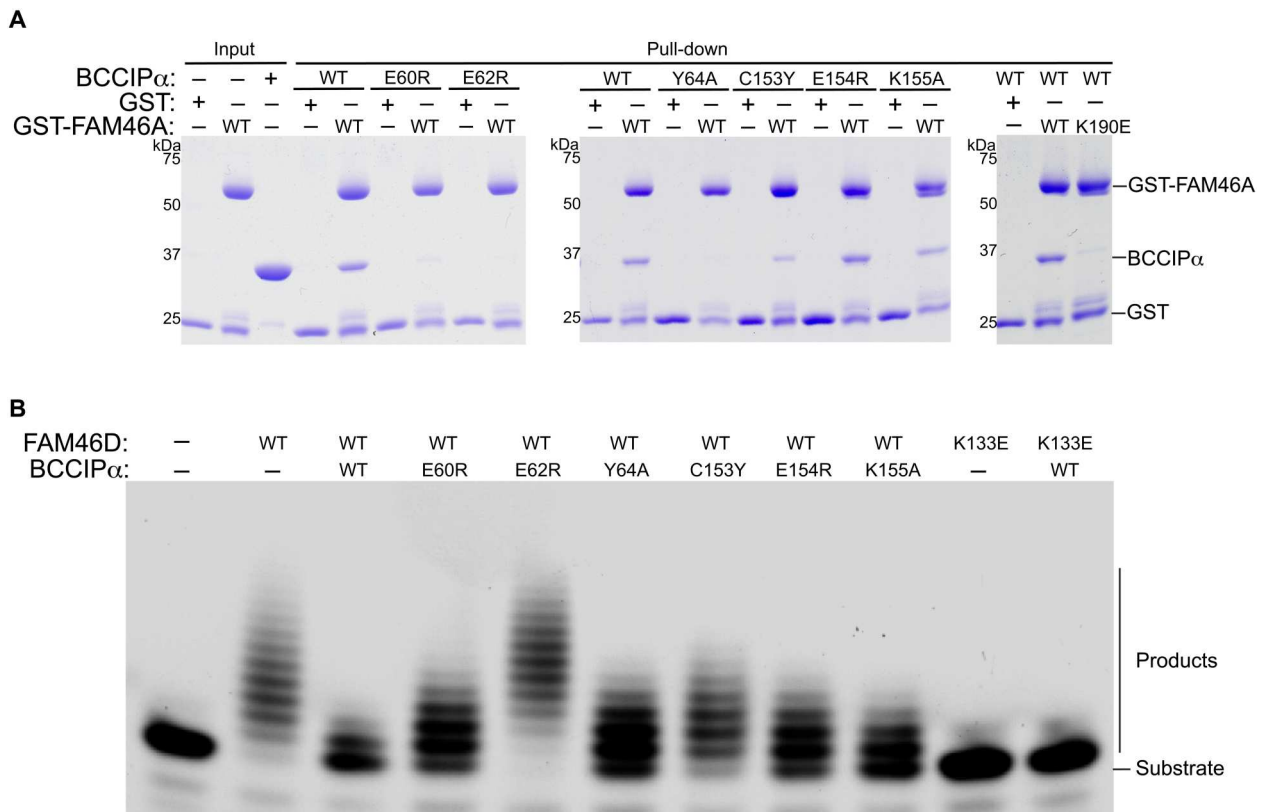 A
Input Pull-down
BCCIPα: – – + WT E60R E62R WT Y64A C153Y E154R K155A WT WT WT
GST: + – – + – + – + – + – + – + – + – + – + – –
GST-FAM46A: – WT – – WT – WT – WT – WT – WT – WT – WT – WT – WT K190E
kDa kDa kDa
75 75 75
GST-FAM46A
50 50 50
37 37 37
BCCIPα
25 25 25
GST
B
FAM46D: – WT WT WT WT WT WT WT WT K133E K133E
BCCIPα: – – WT E60R E62R Y64A C153Y E154R K155A – WT
Products
Substrate